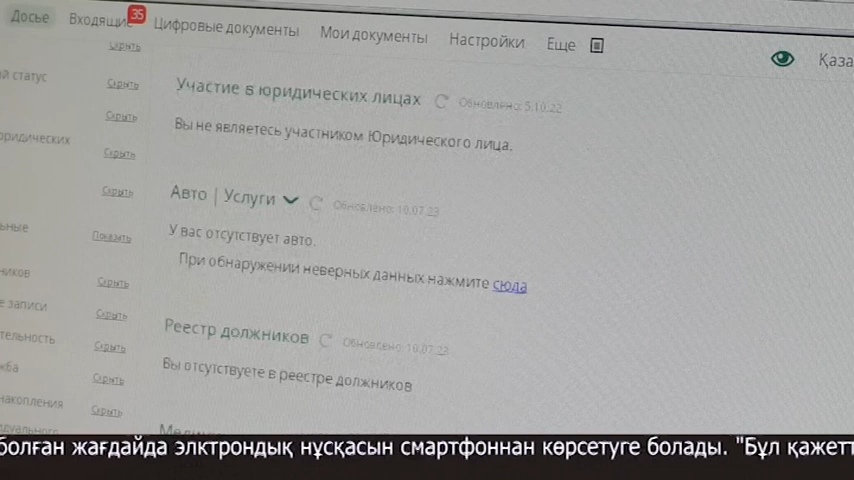 Досье Входящие 35 Цифровые документы Мои документы Настройки Еще
Қаза
Скрыть
й статус Скрыть
Скрыть
юридических Скрыть
Скрыть
ьные Показать
ников Скрыть
е записи Скрыть
тельность Скрыть
жба Скрыть
накопления Скрыть
Участие в юридических лицах Обновлено: 5.10.22
Вы не являетесь участником Юридического лица.
Авто | Услуги Обновлено: 10.07.23
У вас отсутствует авто.
При обнаружении неверных данных нажмите сюда
Реестр должников Обновлено: 10.07.23
Вы отсутствуете в реестре должников
болған жағдайда элктрондық нұсқасын смартфоннан көрсетуге болады. "Бұл қажетт